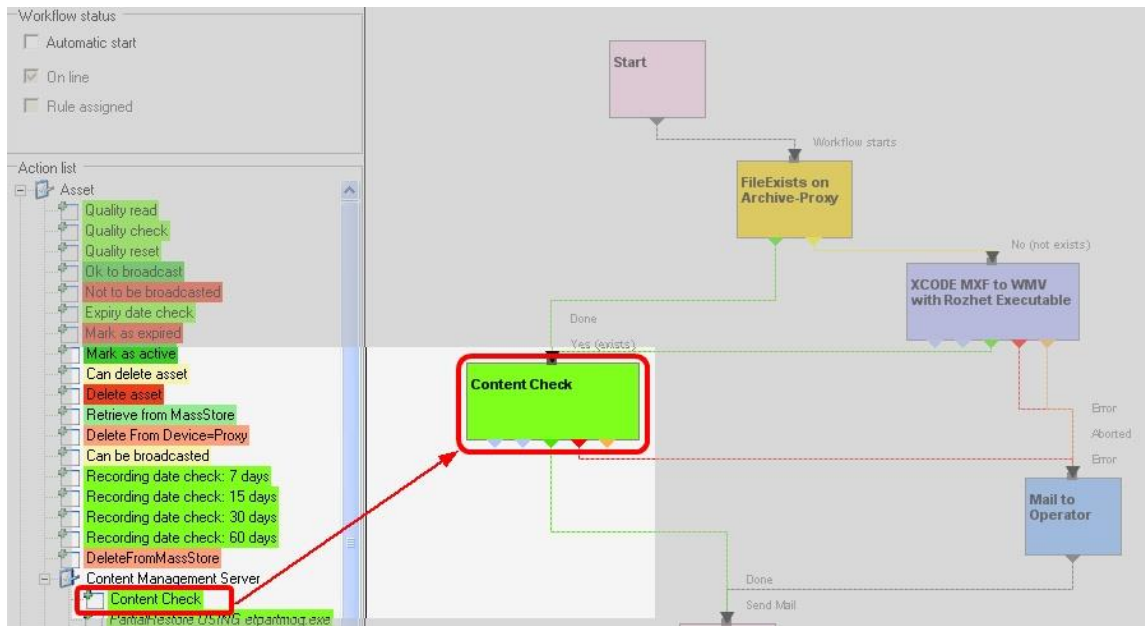 Workflow status
Automatic start
On line
Rule assigned
Action list
Asset
Quality read
Quality check
Quality reset
Ok to broadcast
Not to be broadcasted
Expiry date check
Mark as expired
Mark as active
Can delete asset
Delete asset
Retrieve from MassStore
Delete From Device=Proxy
Can be broadcasted
Recording date check: 7 days
Recording date check: 15 days
Recording date check: 30 days
Recording date check: 60 days
DeleteFromMassStore
Content Management Server
Content Check
PartialRestore USING etpartmog.exe
Start
Workflow starts
FileExists on
Archive-Proxy
No (not exists)
XCODE MXF to WMV
with Rozhet Executable
Done
Yes (exists)
Content Check
Error
Aborted
Error
Mail to
Operator
Done
Send Mail